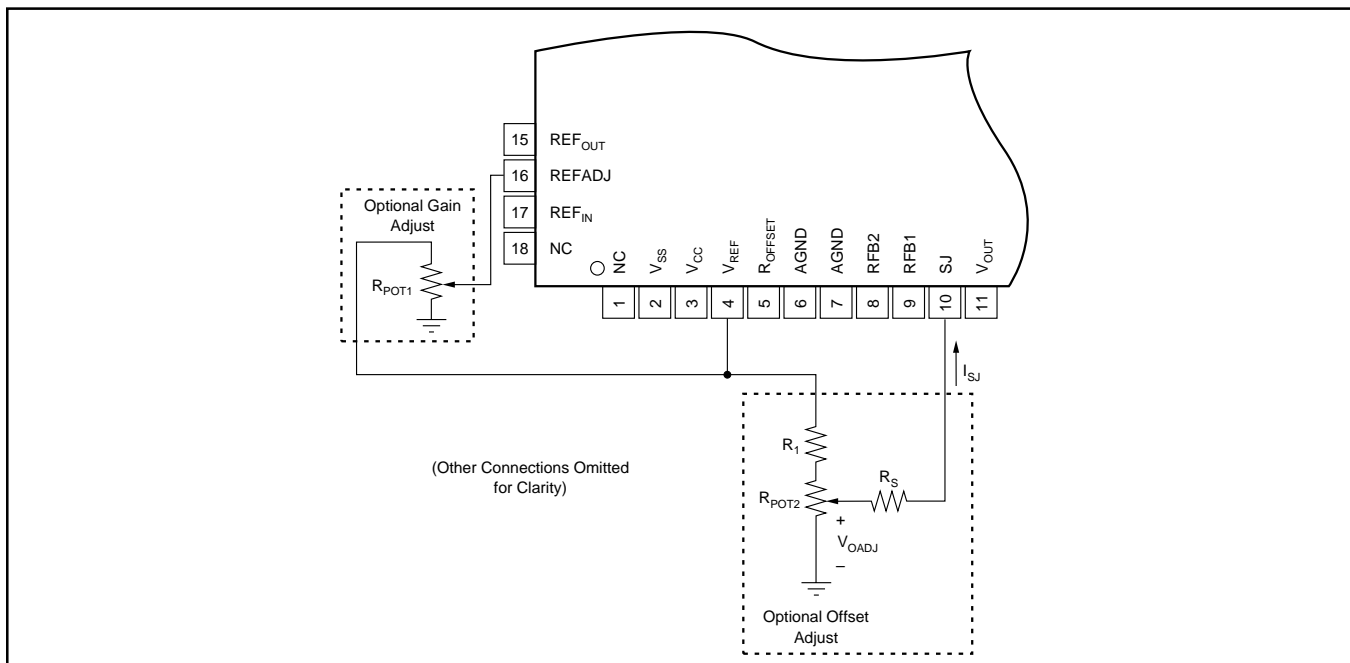 15 REF_OUT
16 REFADJ
17 REF_IN
18 NC
Optional Gain
Adjust
R_POT1
NC
V_SS
V_CC
V_REF
R_OFFSET
AGND
AGND
RFB2
RFB1
SJ
V_OUT
1 2 3 4 5 6 7 8 9 10 11
I_SJ
(Other Connections Omitted
for Clarity)
R_1
R_S
R_POT2
+
V_OADJ
–
Optional Offset
Adjust